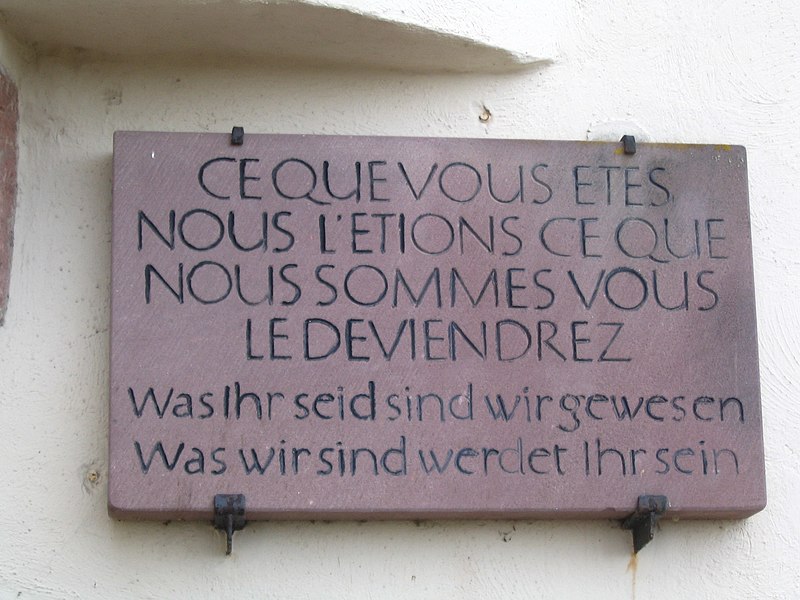 CE QUE VOUS ETES
NOUS L'ETIONS CE QUE
NOUS SOMMES VOUS
LE DEVIENDREZ
Was Ihr seid sind wir gewesen
Was wir sind werdet Ihr sein